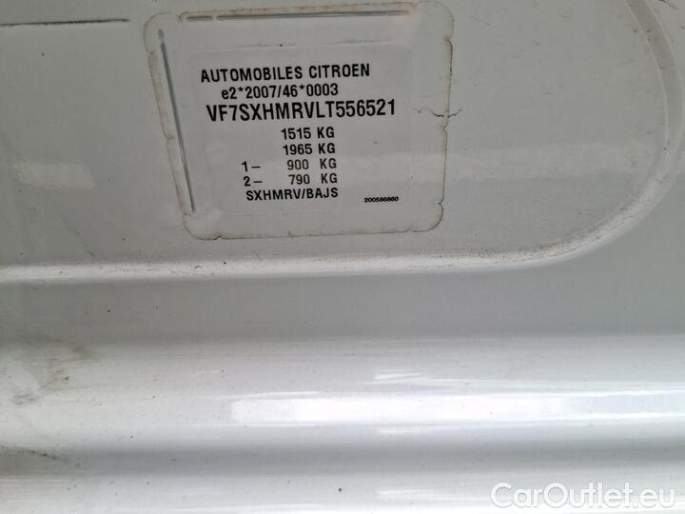 AUTOMOBILES CITROEN
e2*2007/46*0003
VF7SXHMRVLT556521
1515 KG
1965 KG
1- 900 KG
2- 790 KG
SXHMRV/BAJS 200586860
CarOutlet.eu